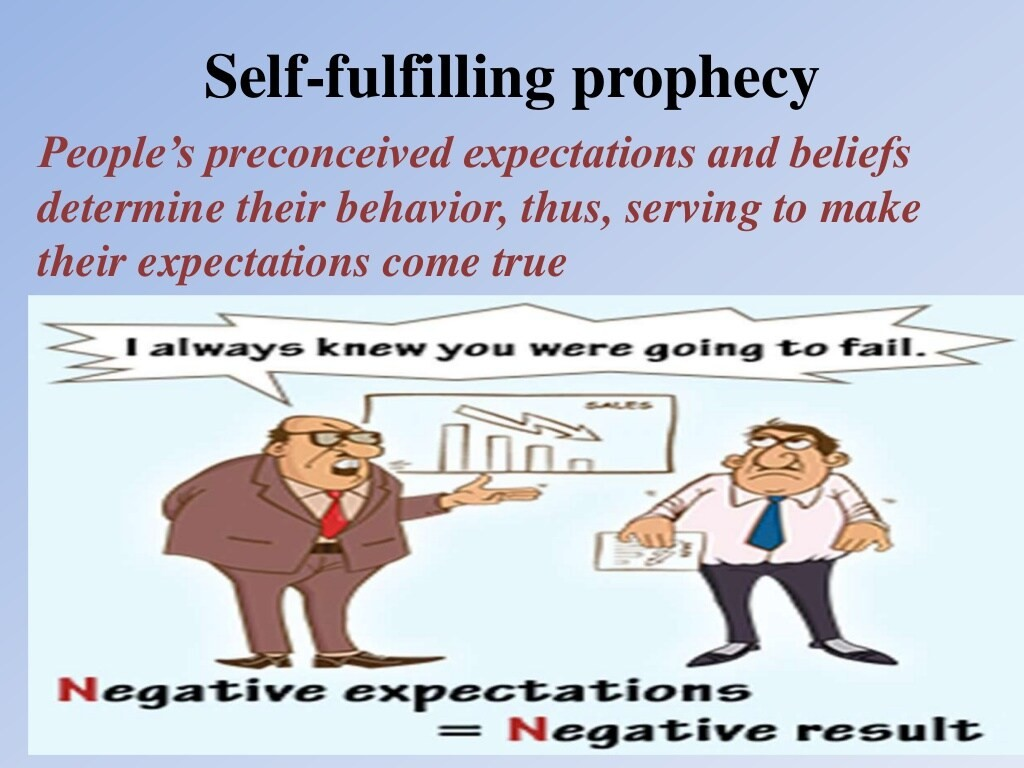 Self-fulfilling prophecy
People’s preconceived expectations and beliefs
determine their behavior, thus, serving to make
their expectations come true
I always knew you were going to fail.
SALES
Negative expectations
= Negative result